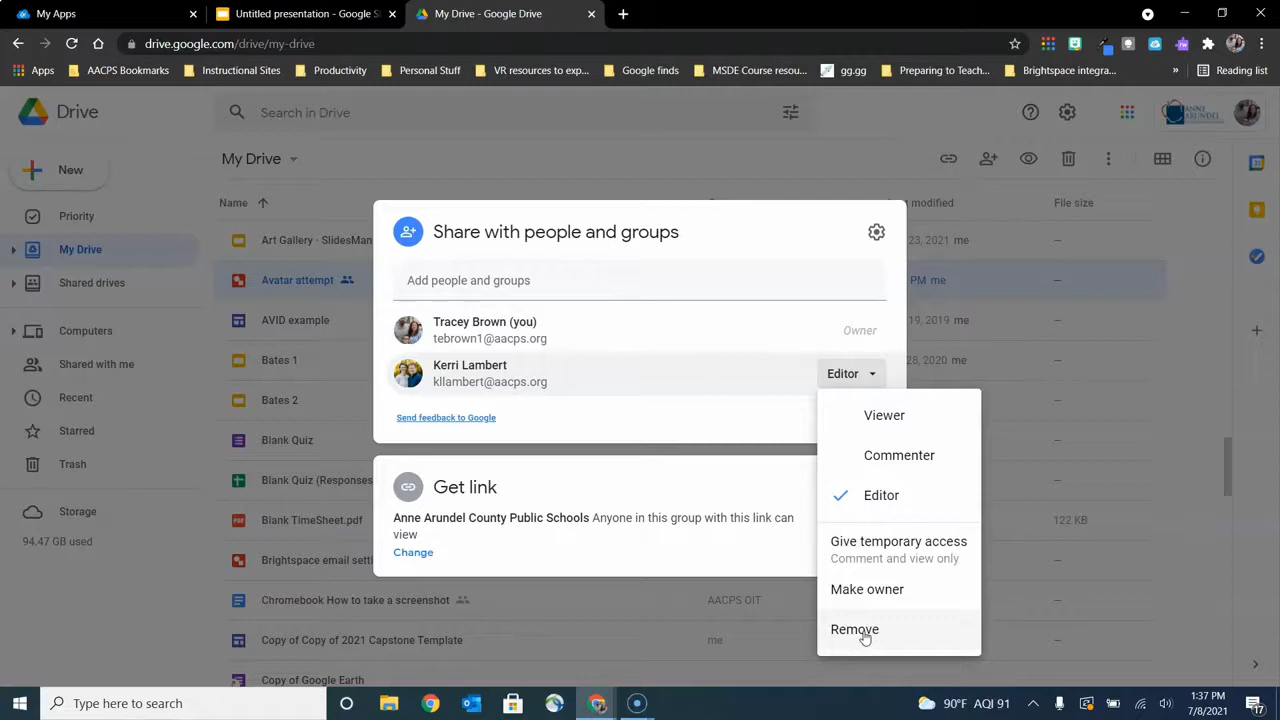 My Apps
Untitled presentation - Google S
My Drive - Google Drive
drive.google.com/drive/my-drive
Apps
AACPS Bookmarks
Instructional Sites
Productivity
Personal Stuff
VR resources to exp...
Google finds
MSDE Course resou...
gg.gg
Preparing to Teach...
Brightspace integra...
»
Reading list
Drive
Search in Drive
ANNE
ARUNDEL
New
My Drive
Name
modified
File size
Priority
My Drive
Shared drives
Computers
Shared with me
Recent
Starred
Trash
Storage
94.47 GB used
Art Gallery - SlidesMan
23, 2021 me
—
Avatar attempt
PM me
—
AVID example
19, 2019 me
—
Bates 1
28, 2020 me
—
Bates 2
—
Blank Quiz
—
Blank Quiz (Responses
—
Blank TimeSheet.pdf
122 KB
Brightspace email setti
—
Chromebook How to take a screenshot
AACPS OIT
—
Copy of Copy of 2021 Capstone Template
me
—
Copy of Google Earth
Share with people and groups
Add people and groups
Tracey Brown (you)
tebrown1@aacps.org
Owner
Kerri Lambert
kllambert@aacps.org
Editor
Send feedback to Google
Get link
Anne Arundel County Public Schools Anyone in this group with this link can
view
Change
Viewer
Commenter
Editor
Give temporary access
Comment and view only
Make owner
Remove
Type here to search
90°F AQI 91
1:37 PM
7/8/2021
17